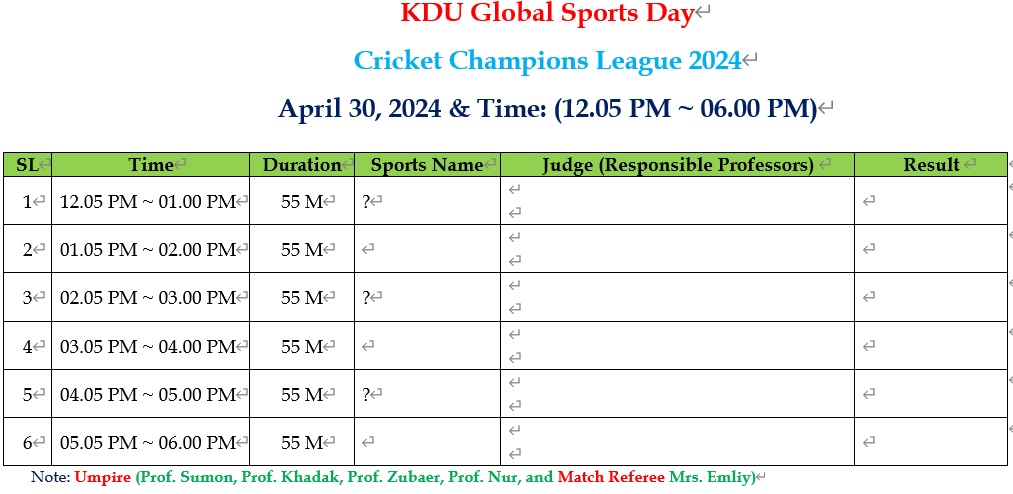 KDU Global Sports Day
Cricket Champions League 2024
April 30, 2024 & Time: (12.05 PM ~ 06.00 PM)
SL Time Duration Sports Name Judge (Responsible Professors) Result
1 12.05 PM ~ 01.00 PM 55 M ?
2 01.05 PM ~ 02.00 PM 55 M
3 02.05 PM ~ 03.00 PM 55 M ?
4 03.05 PM ~ 04.00 PM 55 M
5 04.05 PM ~ 05.00 PM 55 M ?
6 05.05 PM ~ 06.00 PM 55 M
Note: Umpire (Prof. Sumon, Prof. Khadak, Prof. Zubaer, Prof. Nur, and Match Referee Mrs. Emliy)